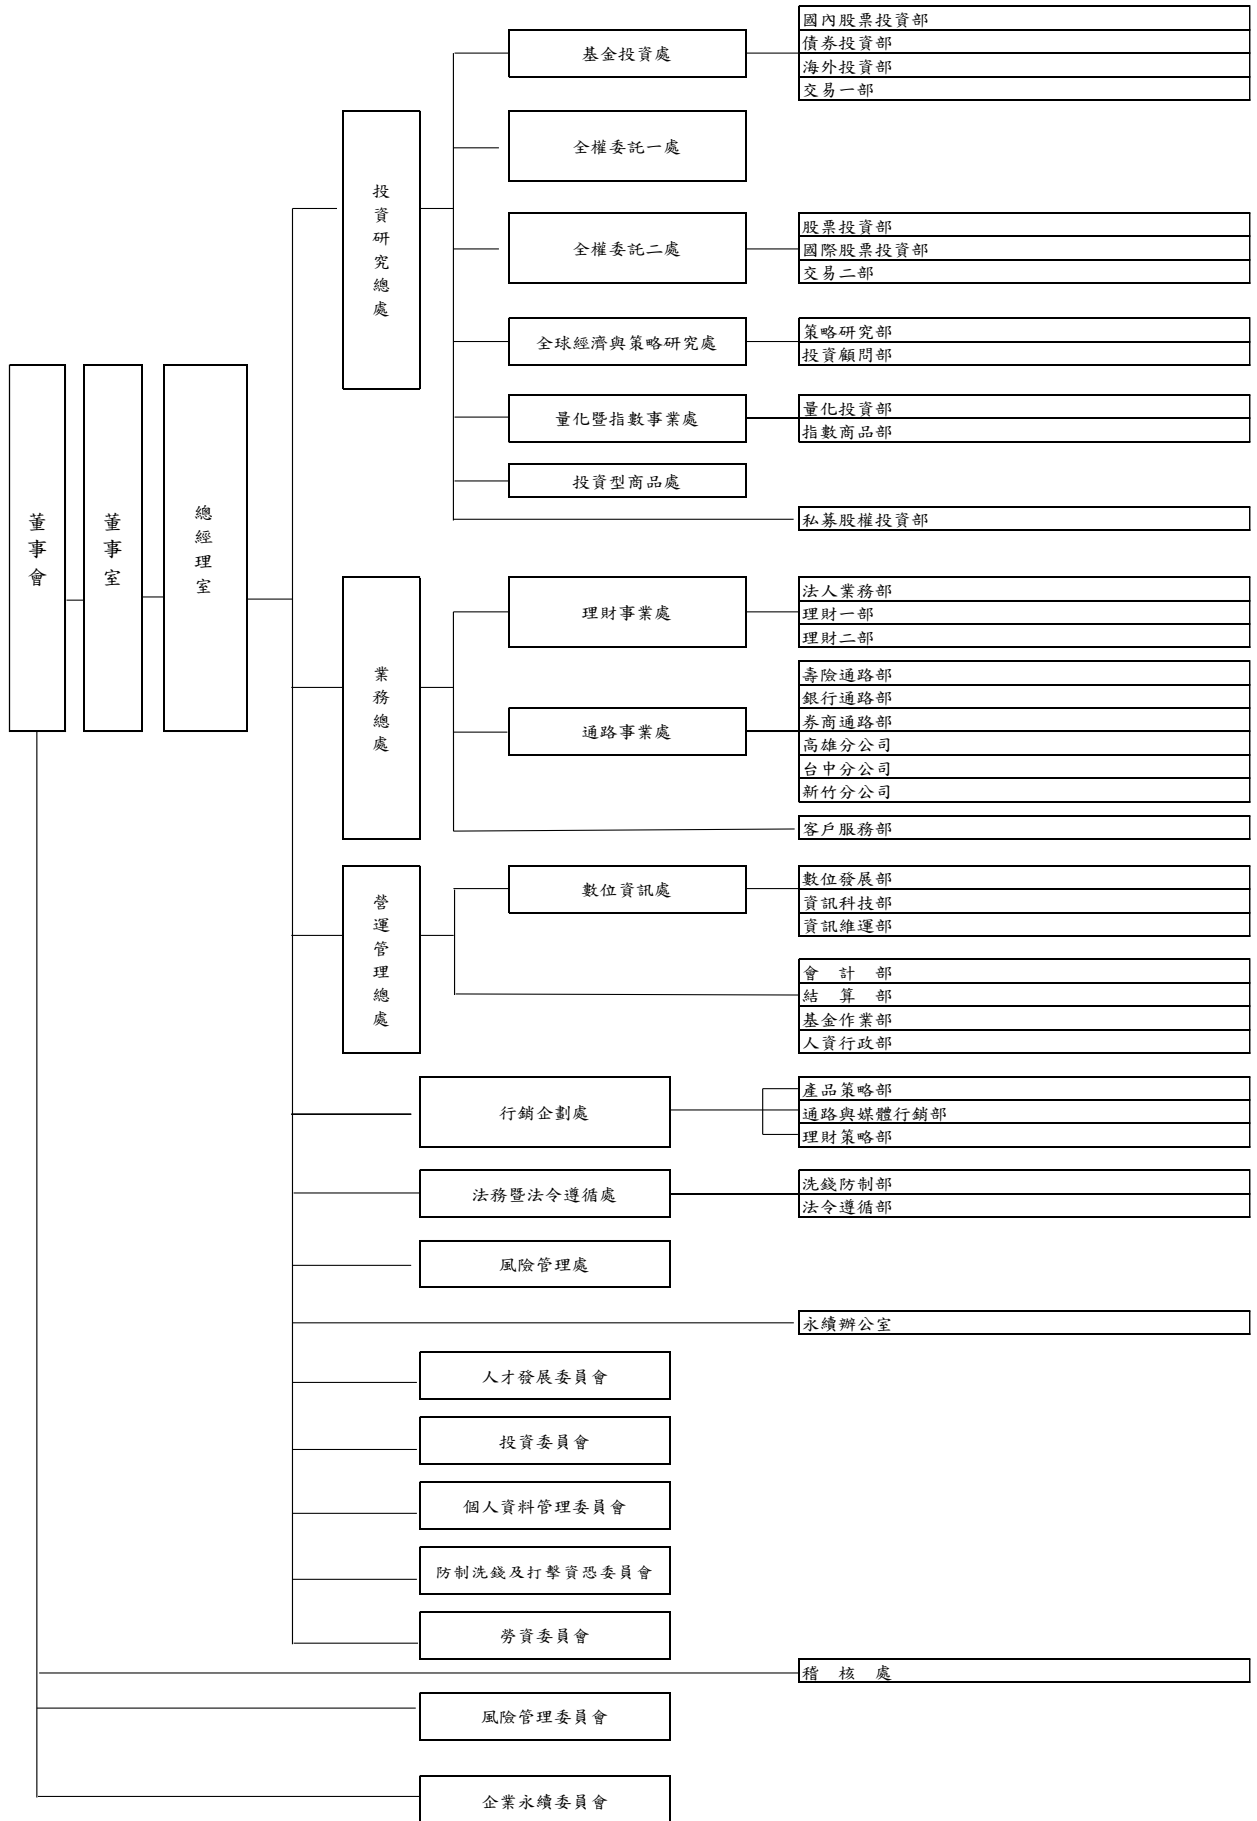 董事會
董事室
總經理室
投資研究總處
基金投資處
國內股票投資部
債券投資部
海外投資部
交易一部
全權委託一處
全權委託二處
股票投資部
國際股票投資部
交易二部
全球經濟與策略研究處
策略研究部
投資顧問部
量化暨指數事業處
量化投資部
指數商品部
投資型商品處
私募股權投資部
業務總處
理財事業處
法人業務部
理財一部
理財二部
通路事業處
壽險通路部
銀行通路部
券商通路部
高雄分公司
台中分公司
新竹分公司
客戶服務部
營運管理總處
數位資訊處
數位發展部
資訊科技部
資訊維運部
會　計　部
結　算　部
基金作業部
人資行政部
行銷企劃處
產品策略部
通路與媒體行銷部
理財策略部
法務暨法令遵循處
洗錢防制部
法令遵循部
風險管理處
永續辦公室
人才發展委員會
投資委員會
個人資料管理委員會
防制洗錢及打擊資恐委員會
勞資委員會
稽　核　處
風險管理委員會
企業永續委員會